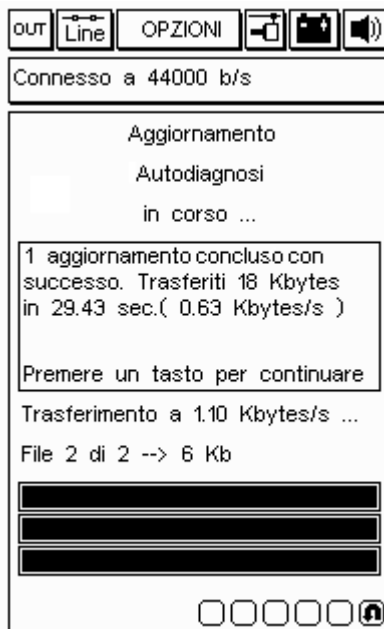 OUT Line OPZIONI
Connesso a 44000 b/s
Aggiornamento
Autodiagnosi
in corso ...
1 aggiornamento concluso con
successo. Trasferiti 18 Kbytes
in 29.43 sec.( 0.63 Kbytes/s )
Premere un tasto per continuare
Trasferimento a 1.10 Kbytes/s ...
File 2 di 2 --> 6 Kb